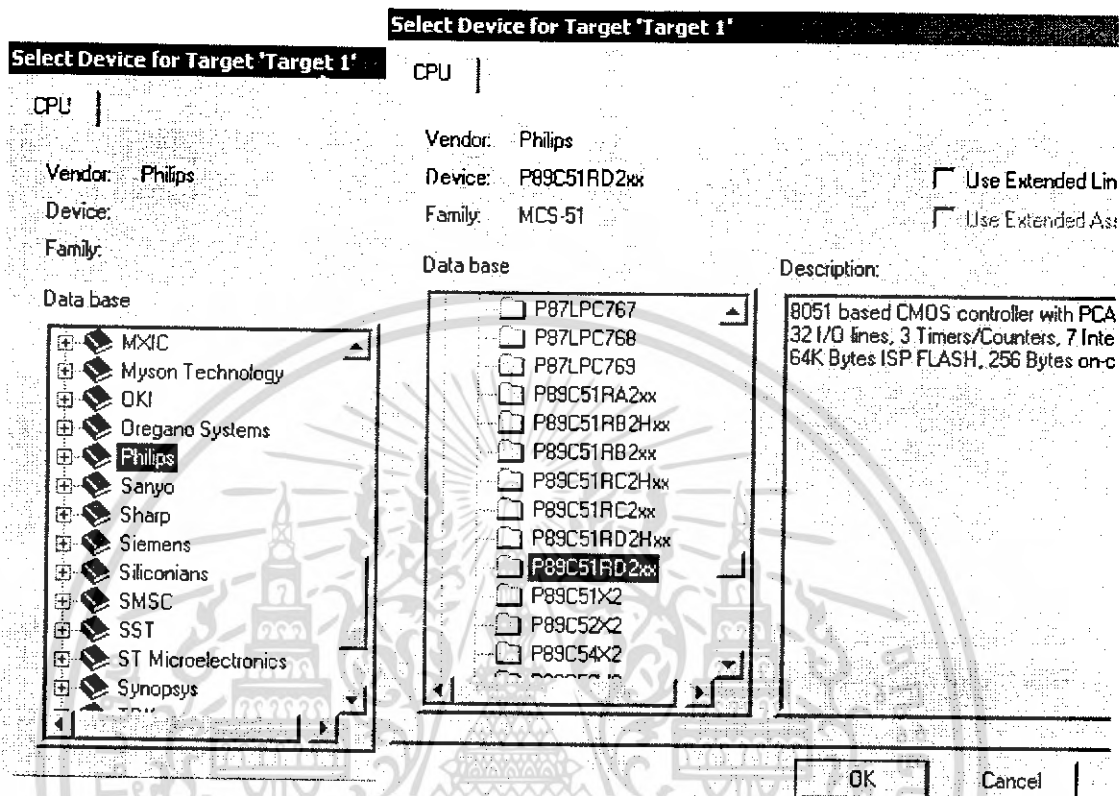 Select Device for Target 'Target 1'
CPU
Vendor: Philips
Device:
Family:
Data base
MXIC
Myson Technology
OKI
Oregano Systems
Philips
Sanyo
Sharp
Siemens
Siliconians
SMSC
SST
ST Microelectronics
Synopsys
Select Device for Target 'Target 1'
CPU
Vendor: Philips
Device: P89C51RD2xx
Family: MCS-51
Use Extended Lin
Use Extended Ass
Data base
P87LPC767
P87LPC768
P87LPC769
P89C51RA2xx
P89C51RB2Hxx
P89C51RB2xx
P89C51RC2Hxx
P89C51RC2xx
P89C51RD2Hxx
P89C51RD2xx
P89C51X2
P89C52X2
P89C54X2
Description:
8051 based CMOS controller with PCA
32 I/O lines, 3 Timers/Counters, 7 Inte
64K Bytes ISP FLASH, 256 Bytes on-c
OK
Cancel